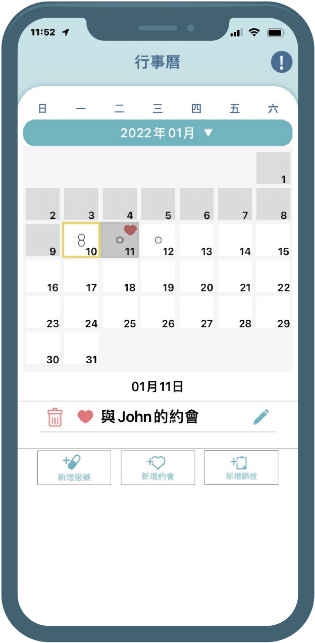 11:52
行事曆
日 一 二 三 四 五 六
2022年01月
1
2 3 4 5 6 7 8
9 10 11 12 13 14 15
16 17 18 19 20 21 22
23 24 25 26 27 28 29
30 31
01月11日
與John的約會
新增服藥 新增約會 新增篩檢